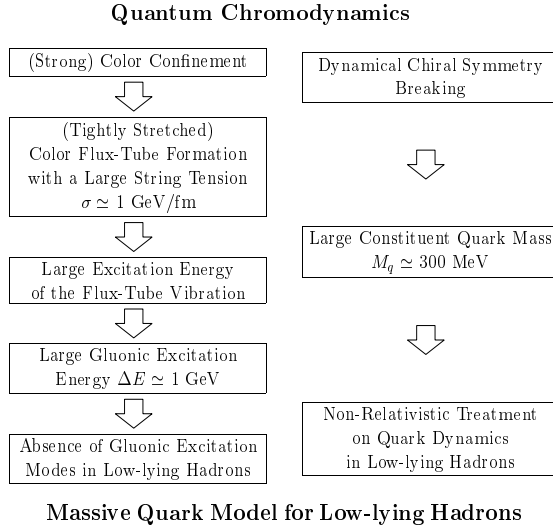 Quantum Chromodynamics
(Strong) Color Confinement
(Tightly Stretched)
Color Flux-Tube Formation
with a Large String Tension
σ ≃ 1 GeV/fm
Large Excitation Energy
of the Flux-Tube Vibration
Large Gluonic Excitation
Energy ΔE ≃ 1 GeV
Absence of Gluonic Excitation
Modes in Low-lying Hadrons
Dynamical Chiral Symmetry
Breaking
Large Constituent Quark Mass
M_q ≃ 300 MeV
Non-Relativistic Treatment
on Quark Dynamics
in Low-lying Hadrons
Massive Quark Model for Low-lying Hadrons